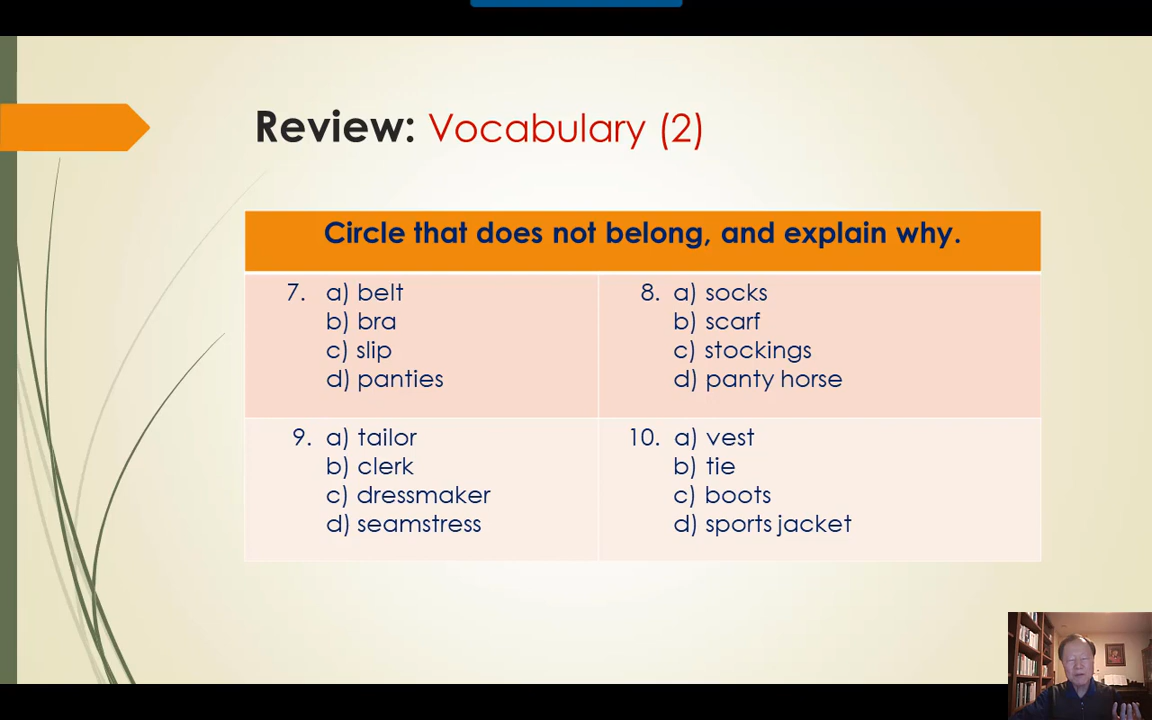 Review: Vocabulary (2)
Circle that does not belong, and explain why.
7. a) belt
b) bra
c) slip
d) panties
8. a) socks
b) scarf
c) stockings
d) panty horse
9. a) tailor
b) clerk
c) dressmaker
d) seamstress
10. a) vest
b) tie
c) boots
d) sports jacket